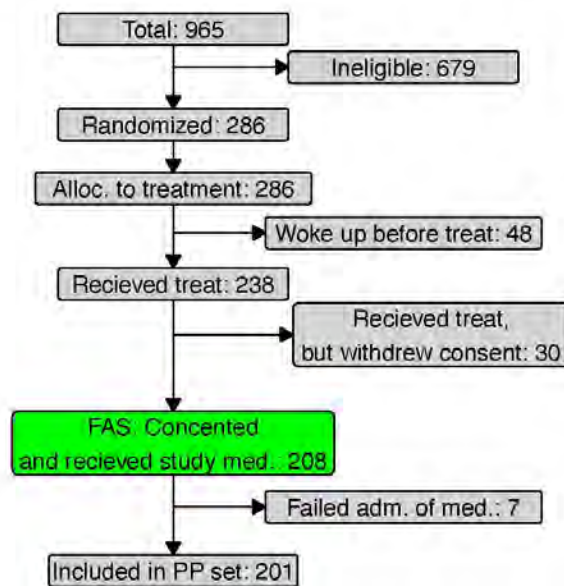 Total: 965
Ineligible: 679
Randomized: 286
Alloc. to treatment: 286
Woke up before treat: 48
Recieved treat: 238
Recieved treat,
but withdrew consent: 30
FAS: Concented
and recieved study med.: 208
Failed adm. of med.: 7
Included in PP set: 201